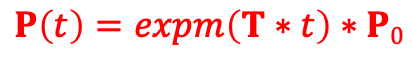 P(t) = expm(T * t) * P₀